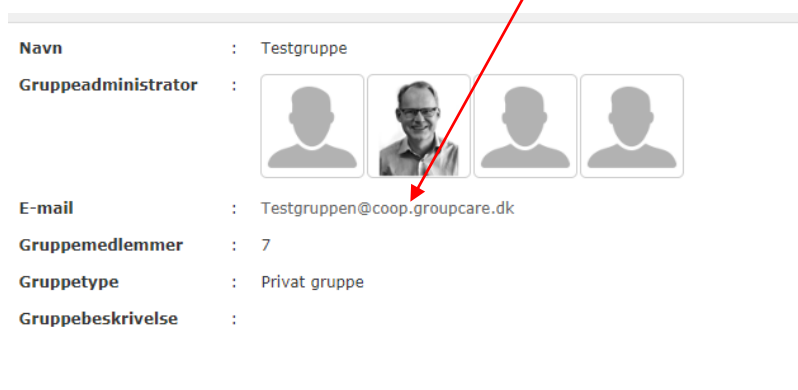 Navn : Testgruppe
Gruppeadministrator :
E-mail : Testgruppen@coop.groupcare.dk
Gruppemedlemmer : 7
Gruppetype : Privat gruppe
Gruppebeskrivelse :